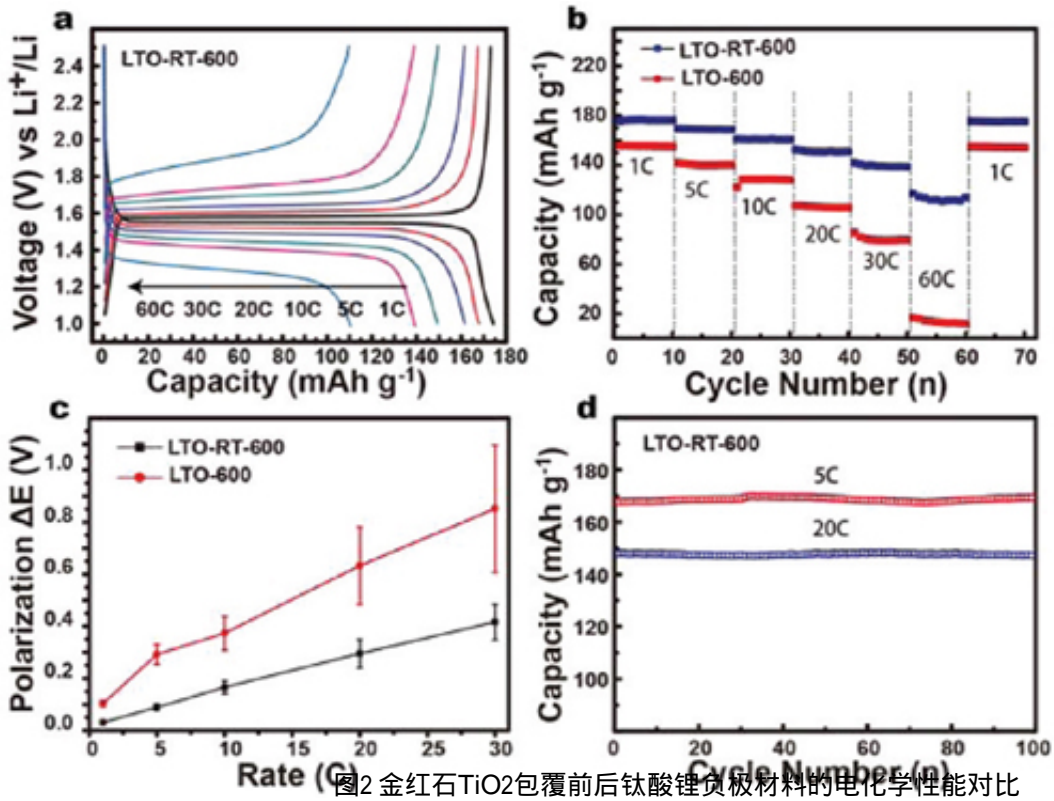 a
LTO-RT-600
Voltage (V) vs Li+/Li
2.4
2.2
2.0
1.8
1.6
1.4
1.2
1.0
60C 30C 20C 10C 5C 1C
0 20 40 60 80 100 120 140 160 180
Capacity (mAh g-1)
b
LTO-RT-600
LTO-600
Capacity (mAh g-1)
220
180
140
100
60
20
1C
5C
10C
20C
30C
60C
1C
0 10 20 30 40 50 60 70
Cycle Number (n)
c
LTO-RT-600
LTO-600
Polarization ΔE (V)
1.0
0.8
0.6
0.4
0.2
0.0
0 5 10 15 20 25 30
Rate (C)
d
LTO-RT-600
5C
20C
Capacity (mAh g-1)
180
160
140
120
100
0 20 40 60 80 100
Cycle Number (n)
图2 金红石TiO2包覆前后钛酸锂负极材料的电化学性能对比